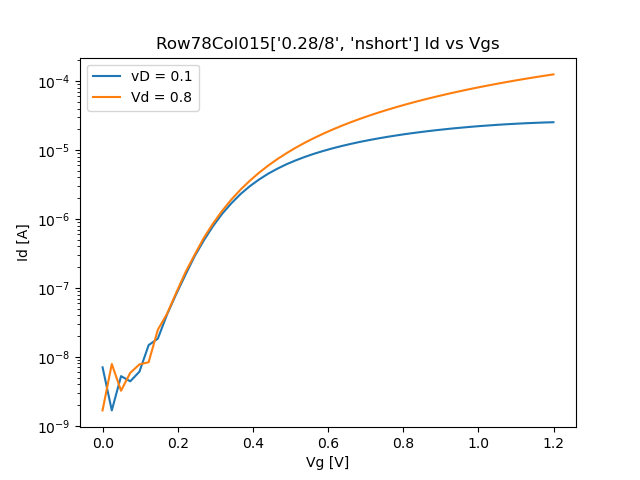 Row78Col015['0.28/8', 'nshort'] Id vs Vgs
vD = 0.1
Vd = 0.8
10⁻⁴
10⁻⁵
10⁻⁶
10⁻⁷
10⁻⁸
10⁻⁹
Id [A]
0.0 0.2 0.4 0.6 0.8 1.0 1.2
Vg [V]